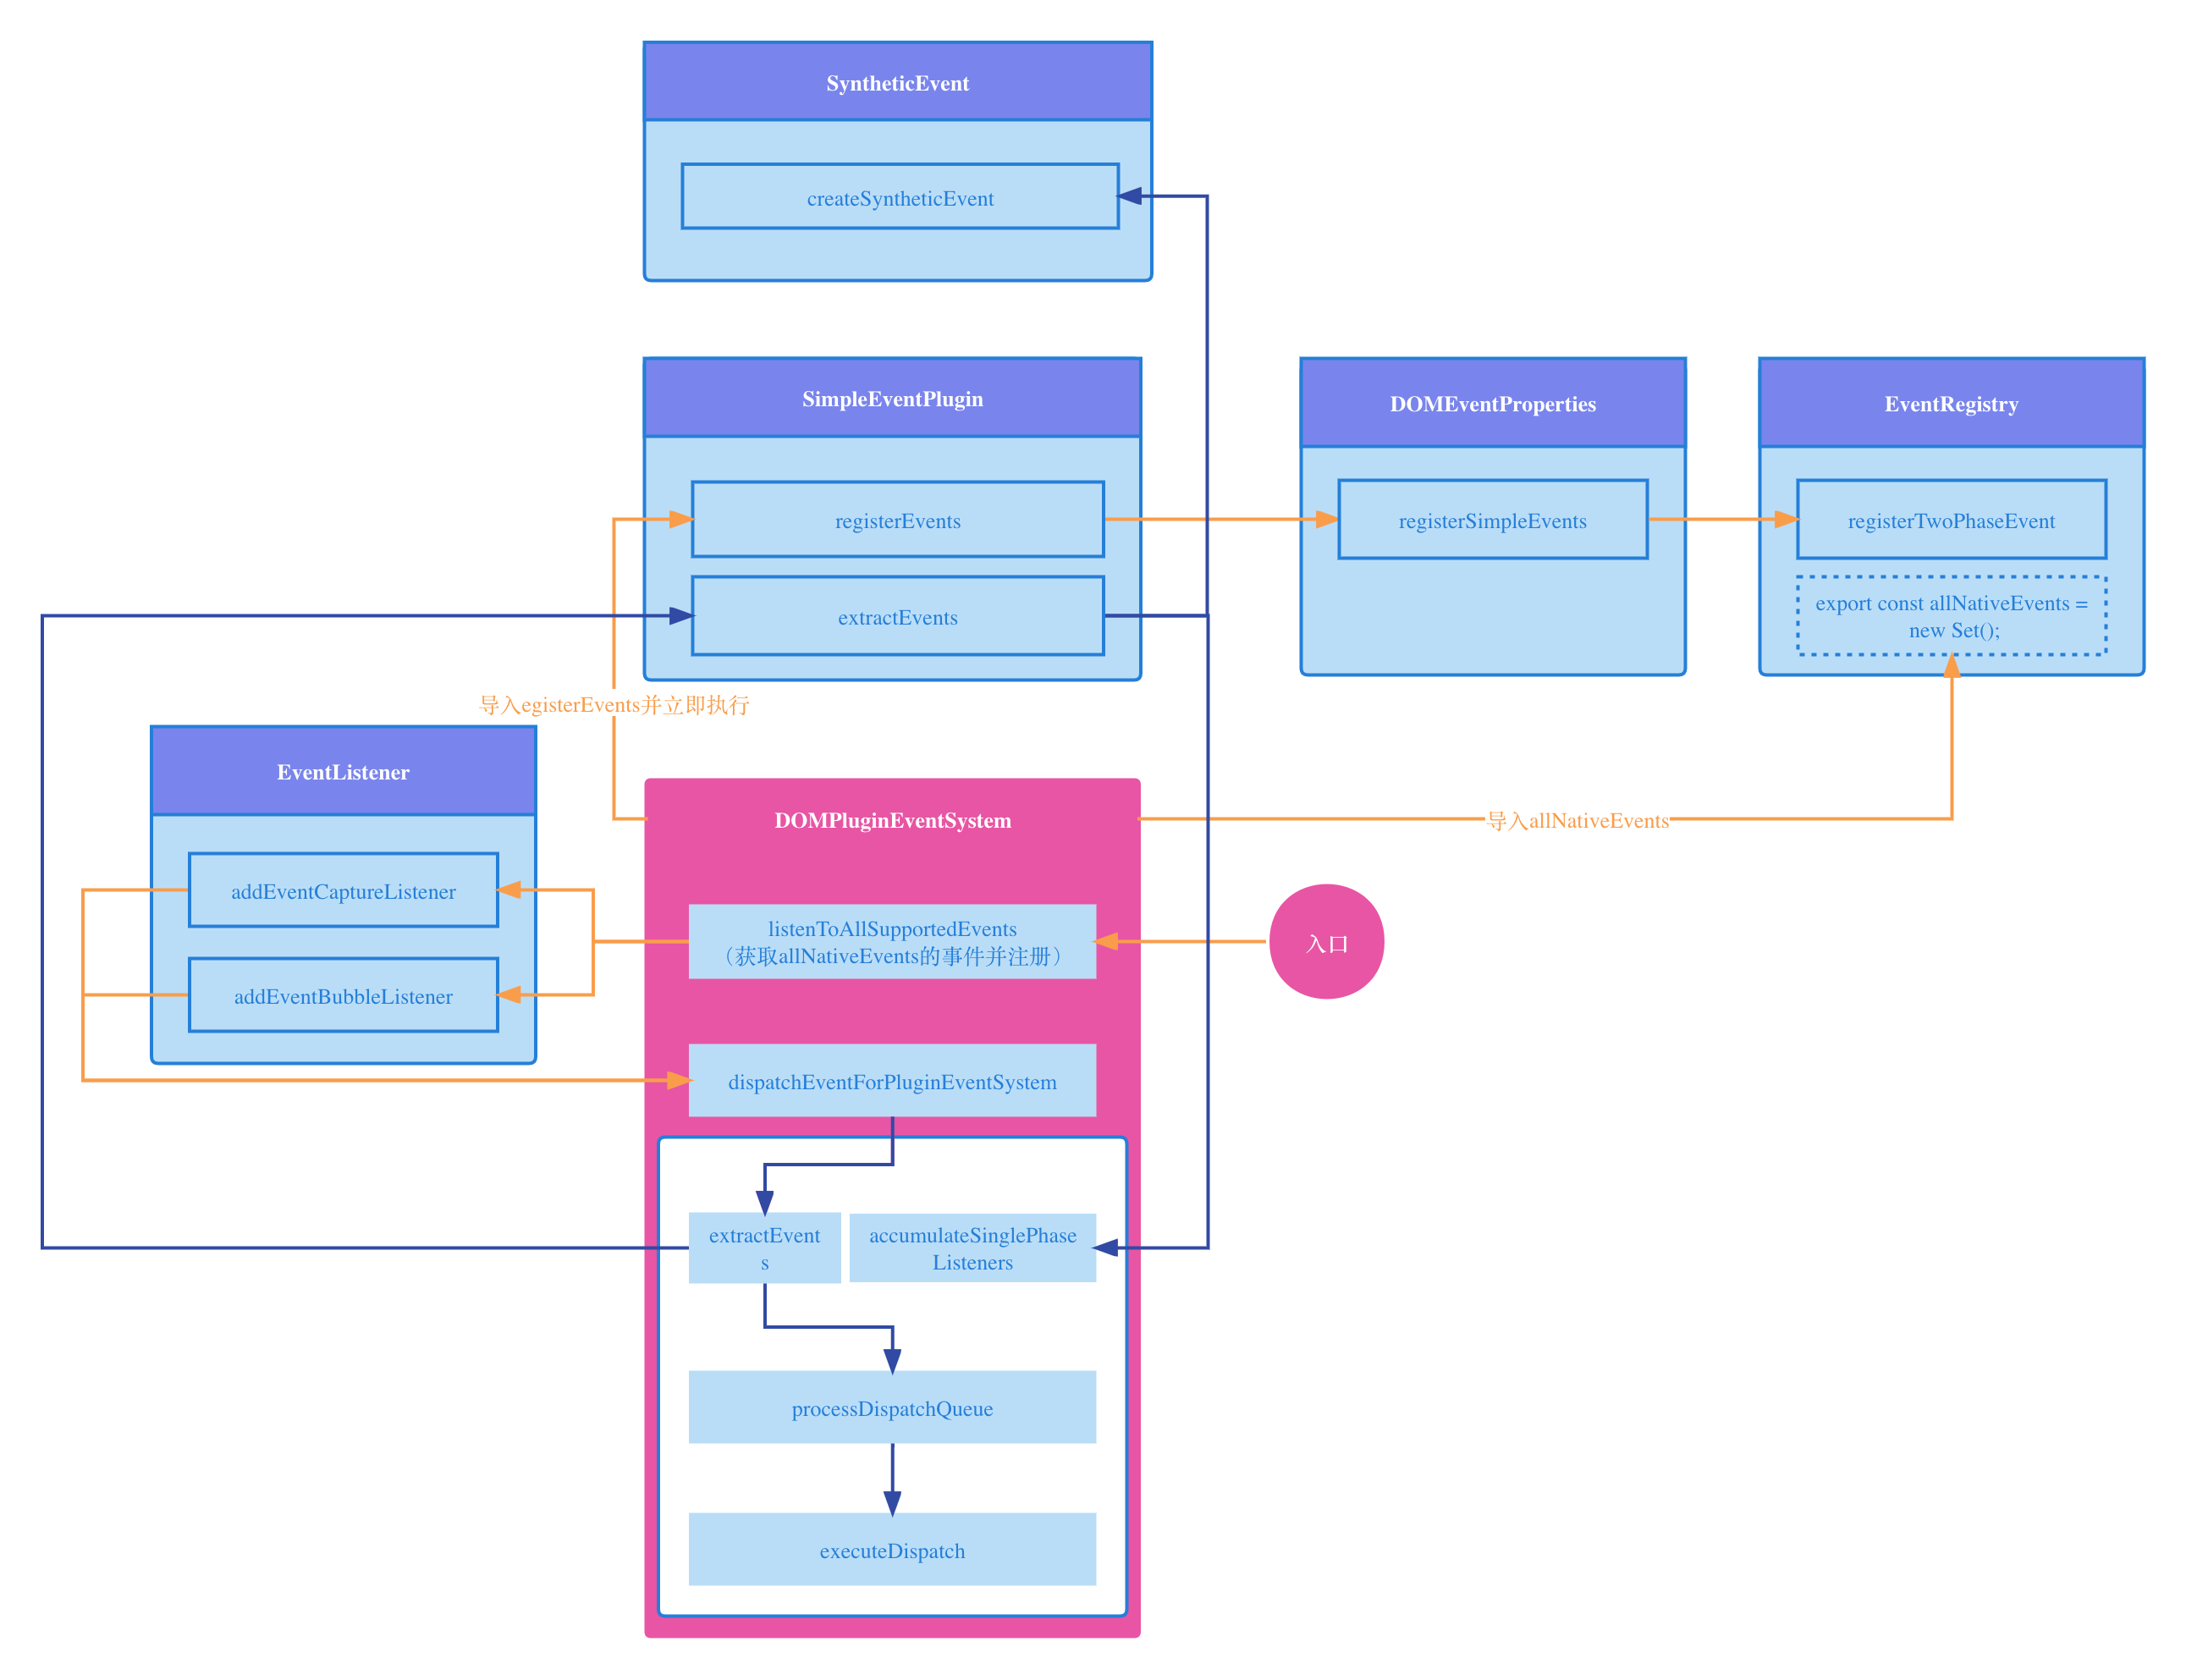 SyntheticEvent
createSyntheticEvent
SimpleEventPlugin
registerEvents
extractEvents
DOMEventProperties
registerSimpleEvents
EventRegistry
registerTwoPhaseEvent
export const allNativeEvents =
new Set();
导入egisterEvents并立即执行
EventListener
addEventCaptureListener
addEventBubbleListener
DOMPluginEventSystem
导入allNativeEvents
listenToAllSupportedEvents
（获取allNativeEvents的事件并注册）
入口
dispatchEventForPluginEventSystem
extractEvent
s
accumulateSinglePhase
Listeners
processDispatchQueue
executeDispatch